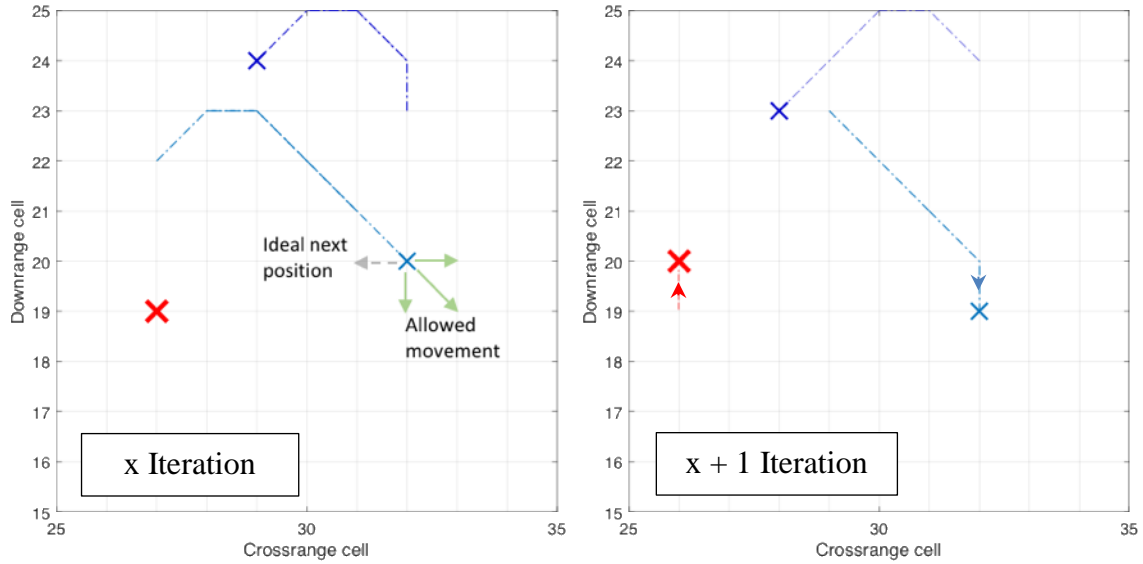 25
24
23
22
21
20
19
18
17
16
15
Downrange cell
Ideal next
position
Allowed
movement
x Iteration
25
30
35
Crossrange cell
25
24
23
22
21
20
19
18
17
16
15
Downrange cell
x + 1 Iteration
25
30
35
Crossrange cell